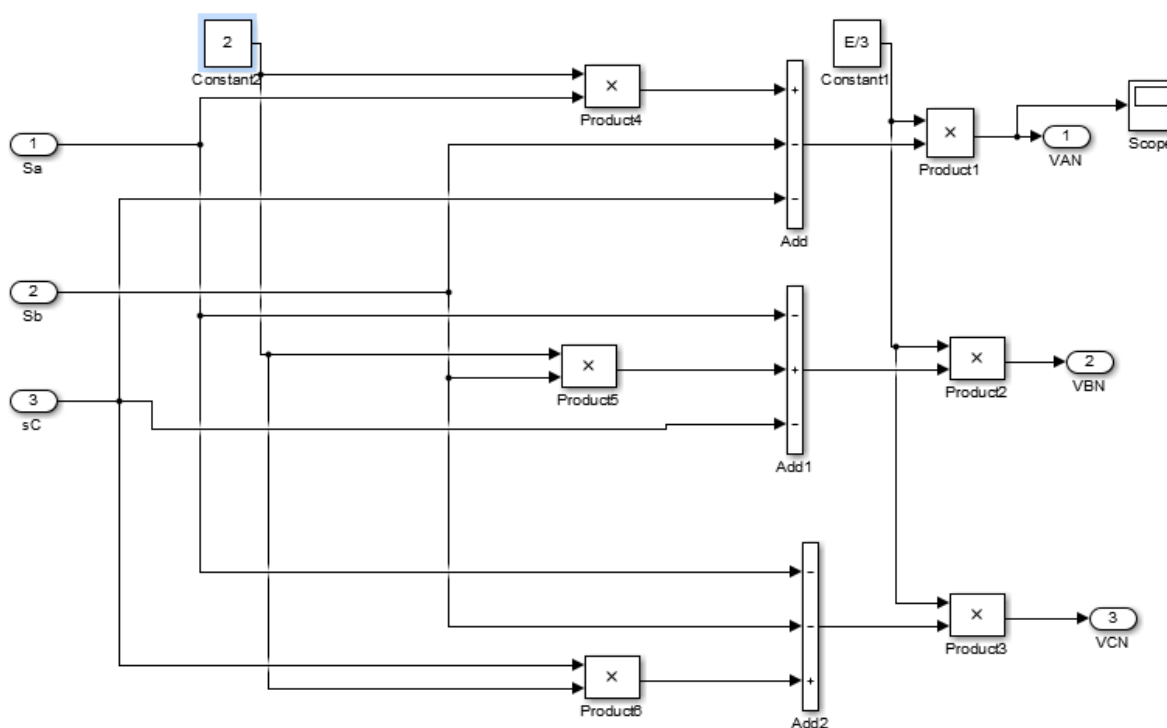 2
Constant2
E/3
Constant1
×
Product4
+
−
−
Add
×
Product1
1
VAN
Scope
1
Sa
2
Sb
3
sC
−
+
−
Add1
×
Product5
×
Product2
2
VBN
−
−
+
Add2
×
Product3
3
VCN
×
Product6